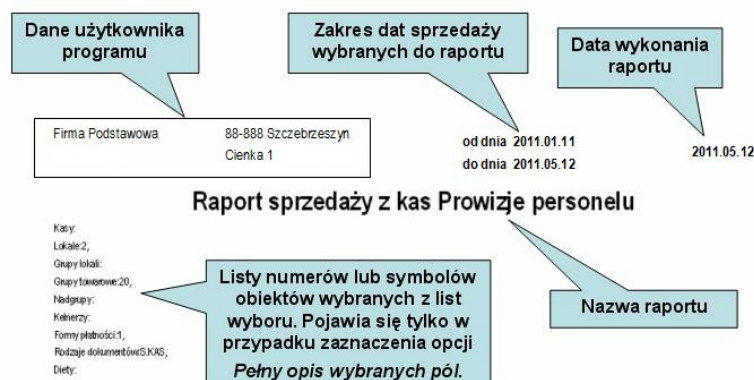 Dane użytkownika
programu
Zakres dat sprzedaży
wybranych do raportu
Data wykonania
raportu
Firma Podstawowa 88-888 Szczebrzeszyn
Cienka 1
od dnia 2011.01.11
do dnia 2011.05.12
2011.05.12
Raport sprzedaży z kas Prowizje personelu
Kasy:
Lokale:2,
Grupy lokali:
Grupy towarowe:20,
Nadgrupy:
Kelnerzy:
Formy płatności:1,
Rodzaje dokumentów:S.KAS,
Diety:
Listy numerów lub symbolów
obiektów wybranych z list
wyboru. Pojawia się tylko w
przypadku zaznaczenia opcji
Pełny opis wybranych pól.
Nazwa raportu